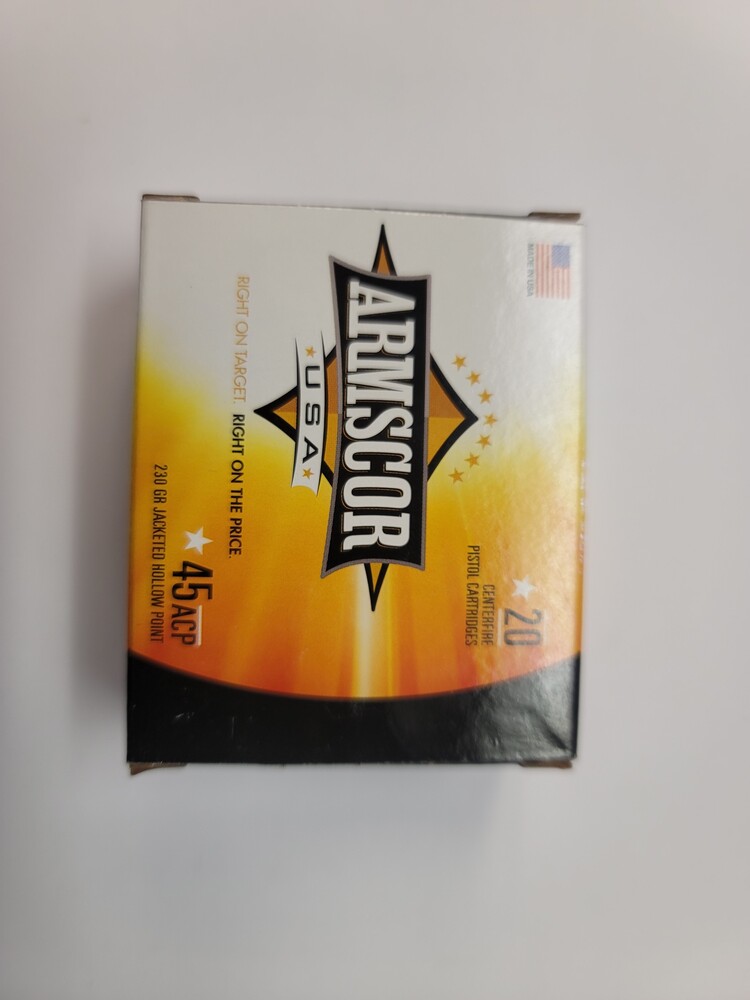 MADE IN USA
★ 20
CENTERFIRE
PISTOL CARTRIDGES
ARMSCOR
★ USA ★
RIGHT ON TARGET. RIGHT ON THE PRICE.
★ 45 ACP
230 GR JACKETED HOLLOW POINT